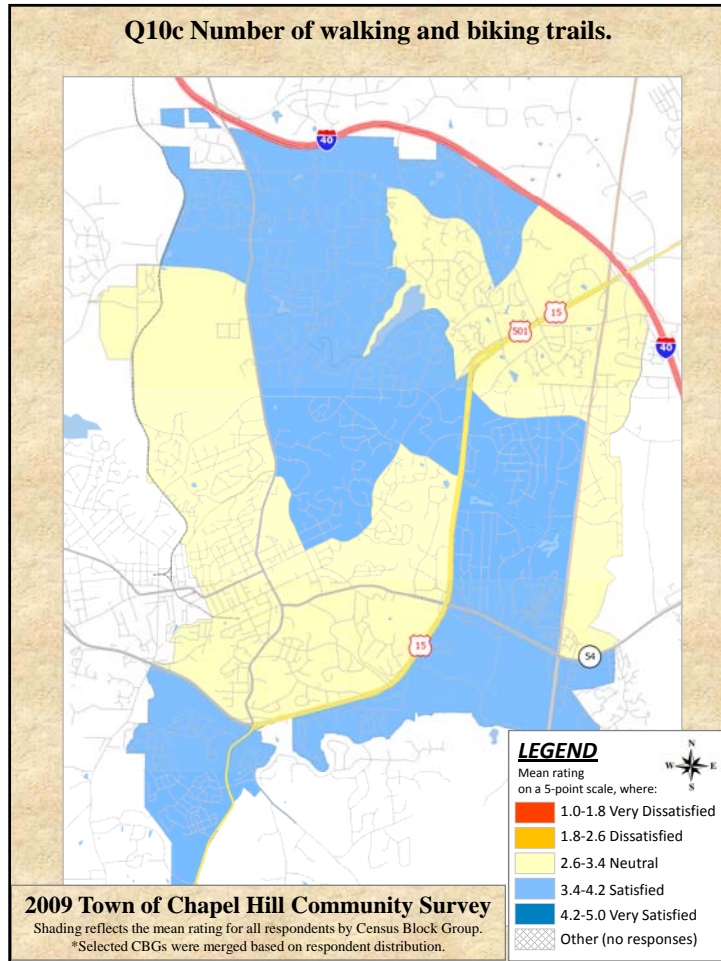 Q10c Number of walking and biking trails.
40
15
501
40
15
54
LEGEND
N
W E
S
Mean rating
on a 5-point scale, where:
1.0-1.8 Very Dissatisfied
1.8-2.6 Dissatisfied
2.6-3.4 Neutral
3.4-4.2 Satisfied
4.2-5.0 Very Satisfied
Other (no responses)
2009 Town of Chapel Hill Community Survey
Shading reflects the mean rating for all respondents by Census Block Group.
*Selected CBGs were merged based on respondent distribution.